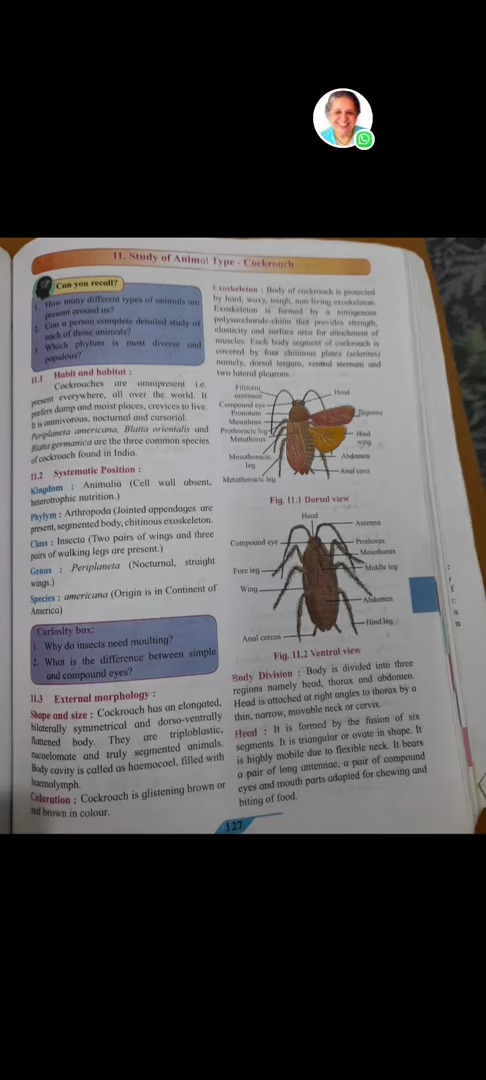 11. Study of Animal Type - Cockroach
Can you recall?
1. How many different types of animals are
present around us?
2. Can a person complete detailed study of
each of those animals?
3. Which phylum is most diverse and
populous?
11.1 Habit and habitat :
Cockroaches are omnipresent i.e.
present everywhere, all over the world. It
prefers damp and moist places, crevices to live.
It is omnivorous, nocturnal and cursorial.
Periplaneta americana, Blatta orientalis and
Blatta germanica are the three common species
of cockroach found in India.
11.2 Systematic Position :
Kingdom : Animalia (Cell wall absent,
heterotrophic nutrition.)
Phylym : Arthropoda (Jointed appendages are
present, segmented body, chitinous exoskeleton.
Class : Insecta (Two pairs of wings and three
pairs of walking legs are present.)
Genus : Periplaneta (Nocturnal, straight
wings.)
Species : americana (Origin is in Continent of
America)
Curiosity box:
1. Why do insects need moulting?
2. What is the difference between simple
and compound eyes?
11.3 External morphology :
Shape and size : Cockroach has an elongated,
bilaterally symmetrical and dorso-ventrally
flattened body. They are triploblastic,
eucoelomate and truly segmented animals.
Body cavity is called as haemocoel, filled with
haemolymph.
Coloration : Cockroach is glistening brown or
red brown in colour.
Exoskeleton : Body of cockroach is protected
by hard, waxy, tough, non living exoskeleton.
Exoskeleton is formed by a nitrogenous
polysaccharide-chitin that provides strength,
elasticity and surface area for attachment of
muscles. Each body segment of cockroach is
covered by four chitinous plates (sclerites)
namely, dorsal tergum, ventral sternum and
two lateral pleurons.
Filiform
antennae
Head
Compound eye
Pronotum
Tegmina
Mesothrax
Prothoracic leg
Metathorax
Hind
wing
Mesothoracic
leg
Abdomen
Anal cerci
Metathoracic leg
Fig. 11.1 Dorsal view
Head
Antenna
Compound eye
Prothorax
Mesothorax
Fore leg
Middle leg
Wing
Abdomen
Hind leg
Anal cercus
Fig. 11.2 Ventral view
Body Division : Body is divided into three
regions namely head, thorax and abdomen.
Head is attached at right angles to thorax by a
thin, narrow, movable neck or cervix.
Head : It is formed by the fusion of six
segments. It is triangular or ovate in shape. It
is highly mobile due to flexible neck. It bears
a pair of long antennae, a pair of compound
eyes and mouth parts adapted for chewing and
biting of food.
127